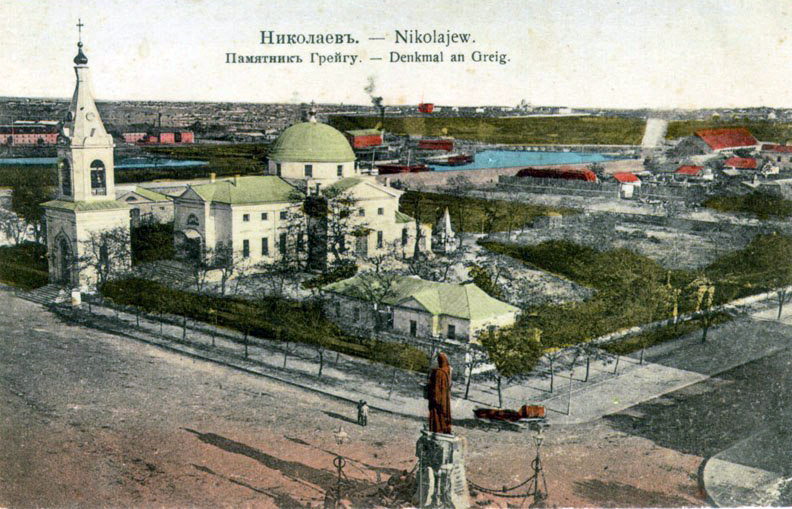 Николаевъ. — Nikolajew.
Памятникъ Грейгу. — Denkmal an Greig.